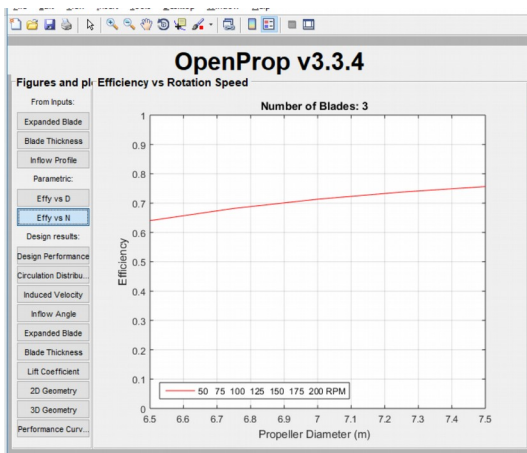 OpenProp v3.3.4
Figures and pl
Efficiency vs Rotation Speed
From Inputs:
Expanded Blade
Blade Thickness
Inflow Profile
Parametric:
Effy vs D
Effy vs N
Design results:
Design Performance
Circulation Distribu...
Induced Velocity
Inflow Angle
Expanded Blade
Blade Thickness
Lift Coefficient
2D Geometry
3D Geometry
Performance Curv...
Number of Blades: 3
Efficiency
1
0.9
0.8
0.7
0.6
0.5
0.4
0.3
0.2
0.1
0
50 75 100 125 150 175 200 RPM
6.5 6.6 6.7 6.8 6.9 7 7.1 7.2 7.3 7.4 7.5
Propeller Diameter (m)